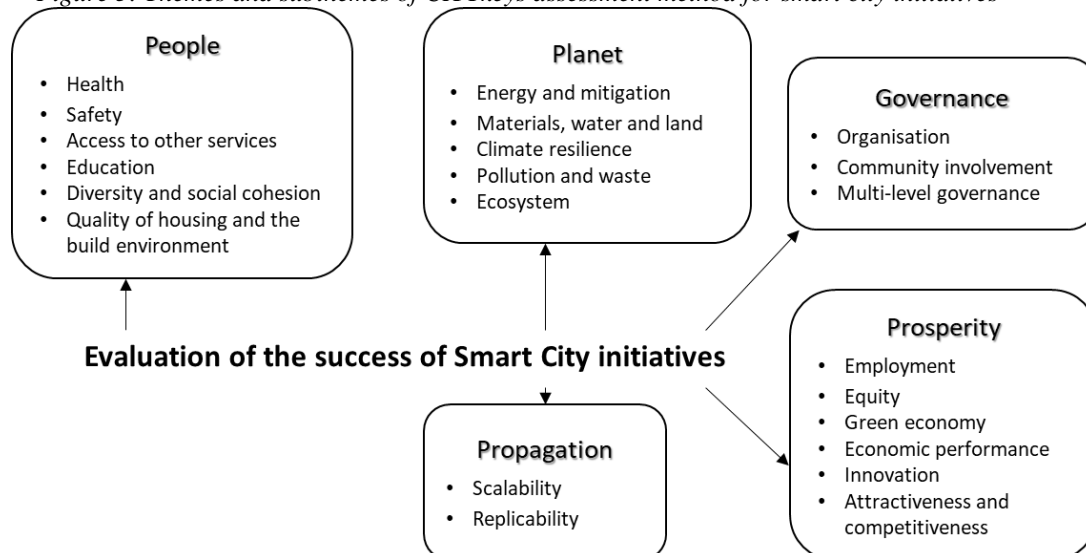 People
• Health
• Safety
• Access to other services
• Education
• Diversity and social cohesion
• Quality of housing and the
build environment
Planet
• Energy and mitigation
• Materials, water and land
• Climate resilience
• Pollution and waste
• Ecosystem
Governance
• Organisation
• Community involvement
• Multi-level governance
Evaluation of the success of Smart City initiatives
Propagation
• Scalability
• Replicability
Prosperity
• Employment
• Equity
• Green economy
• Economic performance
• Innovation
• Attractiveness and
competitiveness